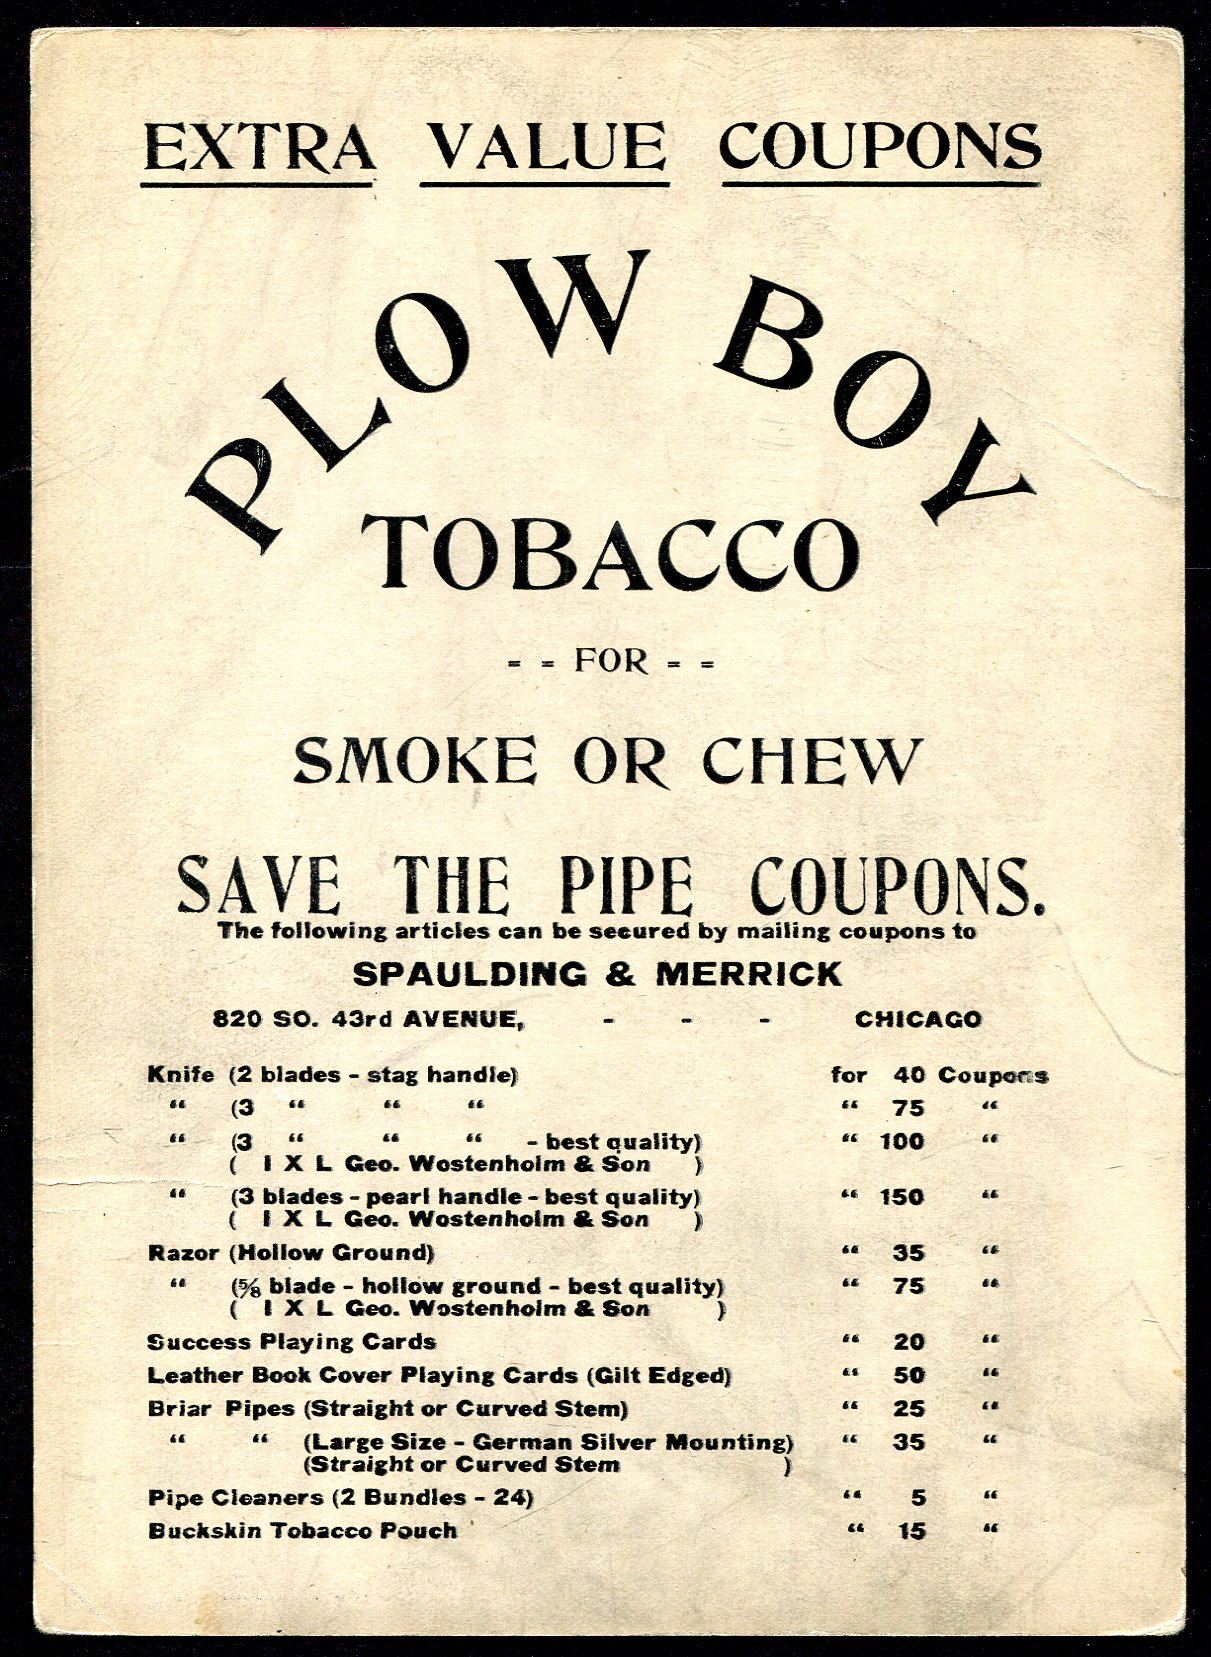 EXTRA VALUE COUPONS
PLOW BOY
TOBACCO
= = FOR = =
SMOKE OR CHEW
SAVE THE PIPE COUPONS.
The following articles can be secured by mailing coupons to
SPAULDING & MERRICK
820 SO. 43rd AVENUE, - - - CHICAGO
Knife (2 blades - stag handle) for 40 Coupons
“ (3 “ “ “ “ 75 “
“ (3 “ “ “ - best quality) “ 100 “
( I X L Geo. Wostenholm & Son )
“ (3 blades - pearl handle - best quality) “ 150 “
( I X L Geo. Wostenholm & Son )
Razor (Hollow Ground) “ 35 “
“ (⅝ blade - hollow ground - best quality) “ 75 “
( I X L Geo. Wostenholm & Son )
Success Playing Cards “ 20 “
Leather Book Cover Playing Cards (Gilt Edged) “ 50 “
Briar Pipes (Straight or Curved Stem) “ 25 “
“ “ (Large Size - German Silver Mounting) “ 35 “
(Straight or Curved Stem )
Pipe Cleaners (2 Bundles - 24) “ 5 “
Buckskin Tobacco Pouch “ 15 “